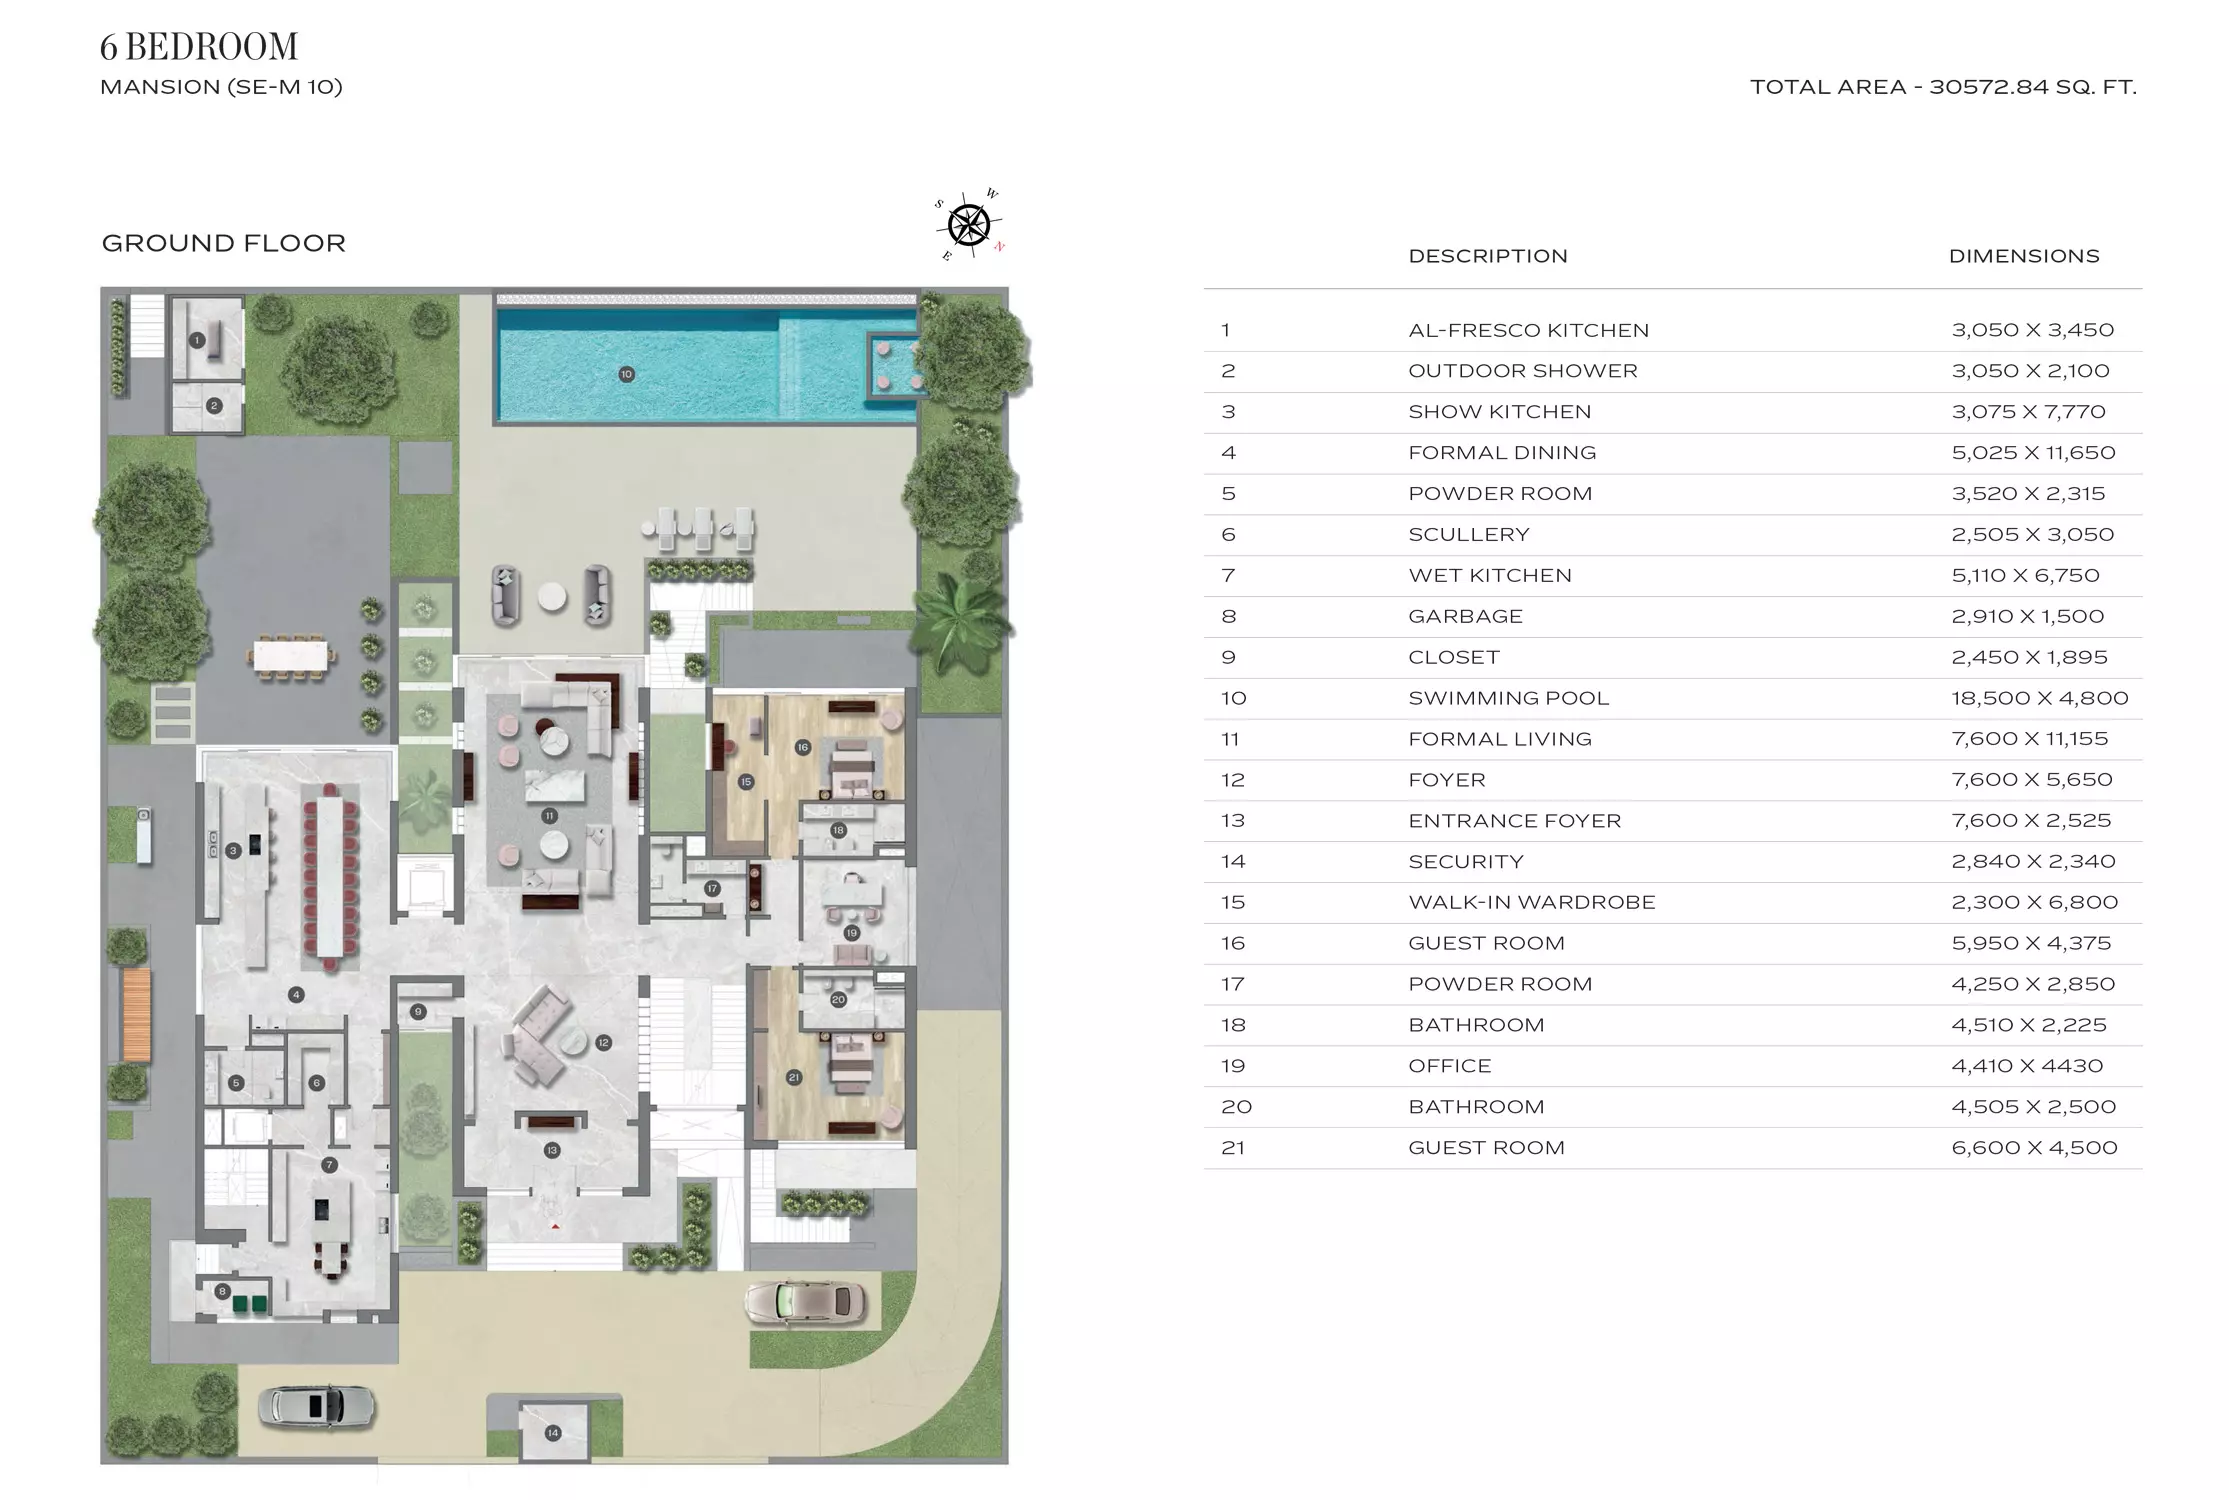 6 BEDROOM
MANSION (SE-M 10)
TOTAL AREA - 30572.84 SQ. FT.
GROUND FLOOR
S W
E N
DESCRIPTION DIMENSIONS
1 AL-FRESCO KITCHEN 3,050 X 3,450
2 OUTDOOR SHOWER 3,050 X 2,100
3 SHOW KITCHEN 3,075 X 7,770
4 FORMAL DINING 5,025 X 11,650
5 POWDER ROOM 3,520 X 2,315
6 SCULLERY 2,505 X 3,050
7 WET KITCHEN 5,110 X 6,750
8 GARBAGE 2,910 X 1,500
9 CLOSET 2,450 X 1,895
10 SWIMMING POOL 18,500 X 4,800
11 FORMAL LIVING 7,600 X 11,155
12 FOYER 7,600 X 5,650
13 ENTRANCE FOYER 7,600 X 2,525
14 SECURITY 2,840 X 2,340
15 WALK-IN WARDROBE 2,300 X 6,800
16 GUEST ROOM 5,950 X 4,375
17 POWDER ROOM 4,250 X 2,850
18 BATHROOM 4,510 X 2,225
19 OFFICE 4,410 X 4430
20 BATHROOM 4,505 X 2,500
21 GUEST ROOM 6,600 X 4,500
1
10
2
16
15
11
18
3
17
19
4
20
9
12
21
5
6
13
7
8
14